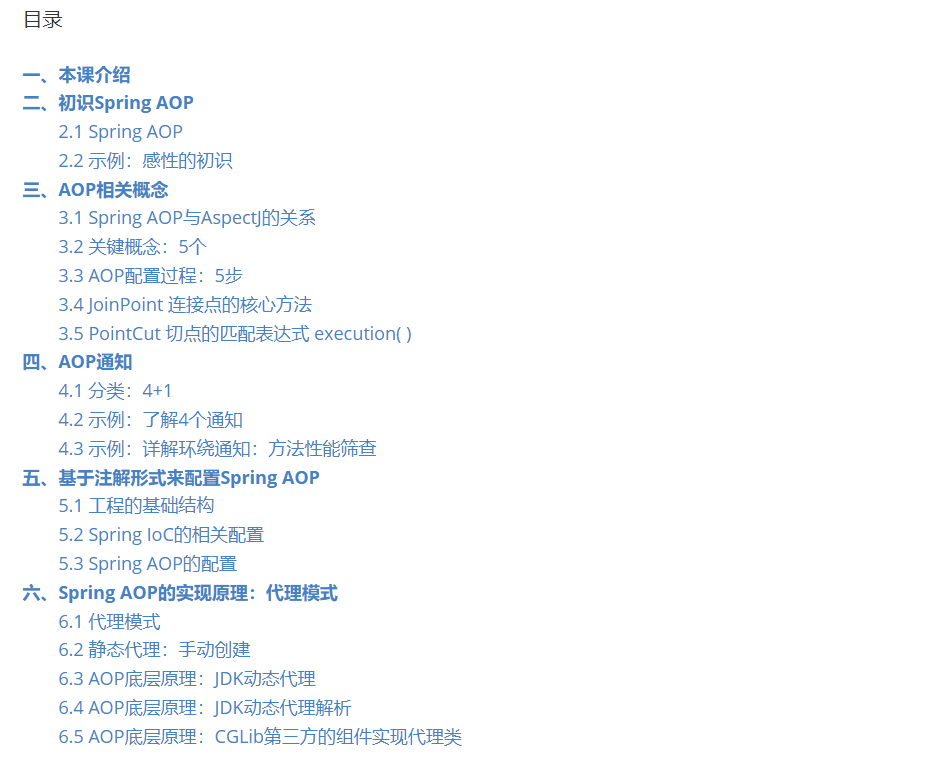 目录
一、本课介绍
二、初识Spring AOP
2.1 Spring AOP
2.2 示例：感性的初识
三、AOP相关概念
3.1 Spring AOP与AspectJ的关系
3.2 关键概念：5个
3.3 AOP配置过程：5步
3.4 JoinPoint 连接点的核心方法
3.5 PointCut 切点的匹配表达式 execution( )
四、AOP通知
4.1 分类：4+1
4.2 示例：了解4个通知
4.3 示例：详解环绕通知：方法性能筛查
五、基于注解形式来配置Spring AOP
5.1 工程的基础结构
5.2 Spring IoC的相关配置
5.3 Spring AOP的配置
六、Spring AOP的实现原理：代理模式
6.1 代理模式
6.2 静态代理：手动创建
6.3 AOP底层原理：JDK动态代理
6.4 AOP底层原理：JDK动态代理解析
6.5 AOP底层原理：CGLib第三方的组件实现代理类